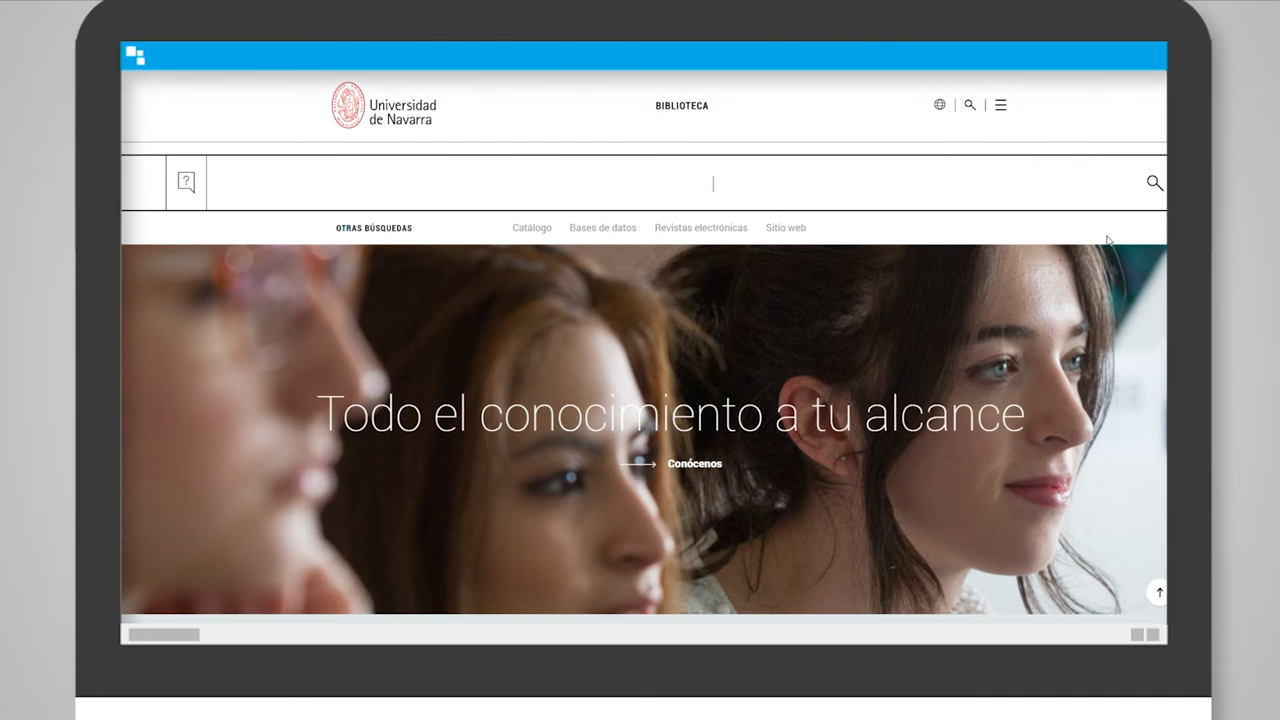 Universidad
de Navarra
BIBLIOTECA
?
OTRAS BÚSQUEDAS Catálogo Bases de datos Revistas electrónicas Sitio web
Todo el conocimiento a tu alcance
Conócenos